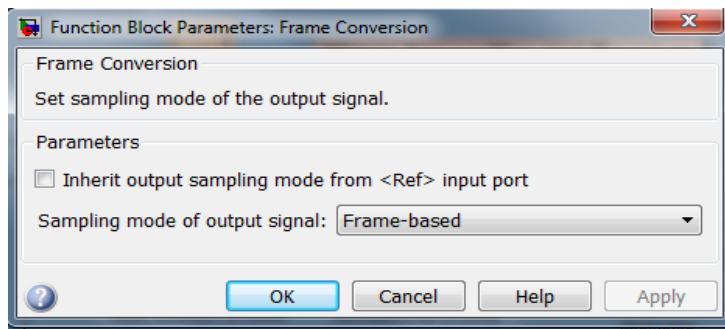 Function Block Parameters: Frame Conversion
Frame Conversion
Set sampling mode of the output signal.
Parameters
Inherit output sampling mode from <Ref> input port
Sampling mode of output signal: Frame-based
OK Cancel Help Apply